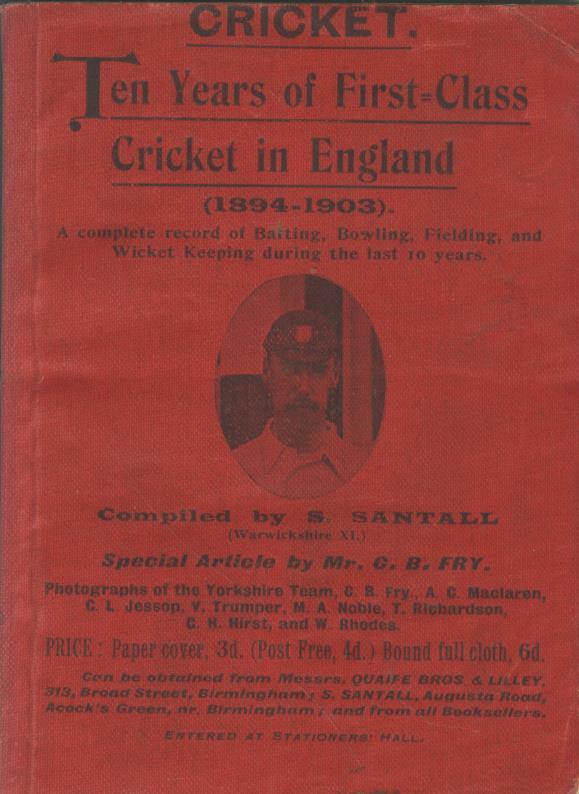 CRICKET.
Ten Years of First=Class
Cricket in England
(1894-1903).
A complete record of Batting, Bowling, Fielding, and
Wicket Keeping during the last 10 years.
Compiled by S. SANTALL
(Warwickshire XI.)
Special Article by Mr. C. B. FRY.
Photographs of the Yorkshire Team, C. B. Fry, A. C. Maclaren,
G. L. Jessop, V. Trumper, M. A. Noble, T. Richardson,
G. H. Hirst, and W. Rhodes.
PRICE: Paper cover, 3d. (Post Free, 4d.) Bound full cloth, 6d.
Can be obtained from Messrs. QUAIFE BROS. & LILLEY,
313, Broad Street, Birmingham; S. SANTALL, Augusta Road,
Acock's Green, nr. Birmingham; and from all Booksellers.
ENTERED AT STATIONERS' HALL.